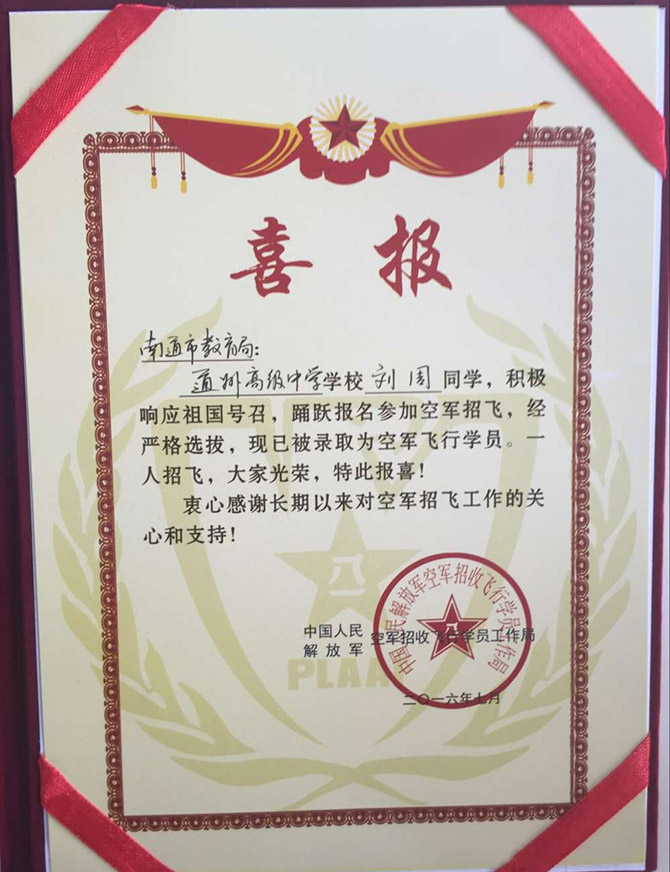 喜报
南通市教育局:
通州高级中学学校刘周同学，积极
响应祖国号召，踊跃报名参加空军招飞，经
严格选拔，现已被录取为空军飞行学员。一
人招飞，大家光荣，特此报喜！
衷心感谢长期以来对空军招飞工作的关
心和支持！
中国人民
解放军 空军招收飞行学员工作局
中国人民解放军空军招收飞行学员工作局
八一
二〇一六年七月
八一
PLAA